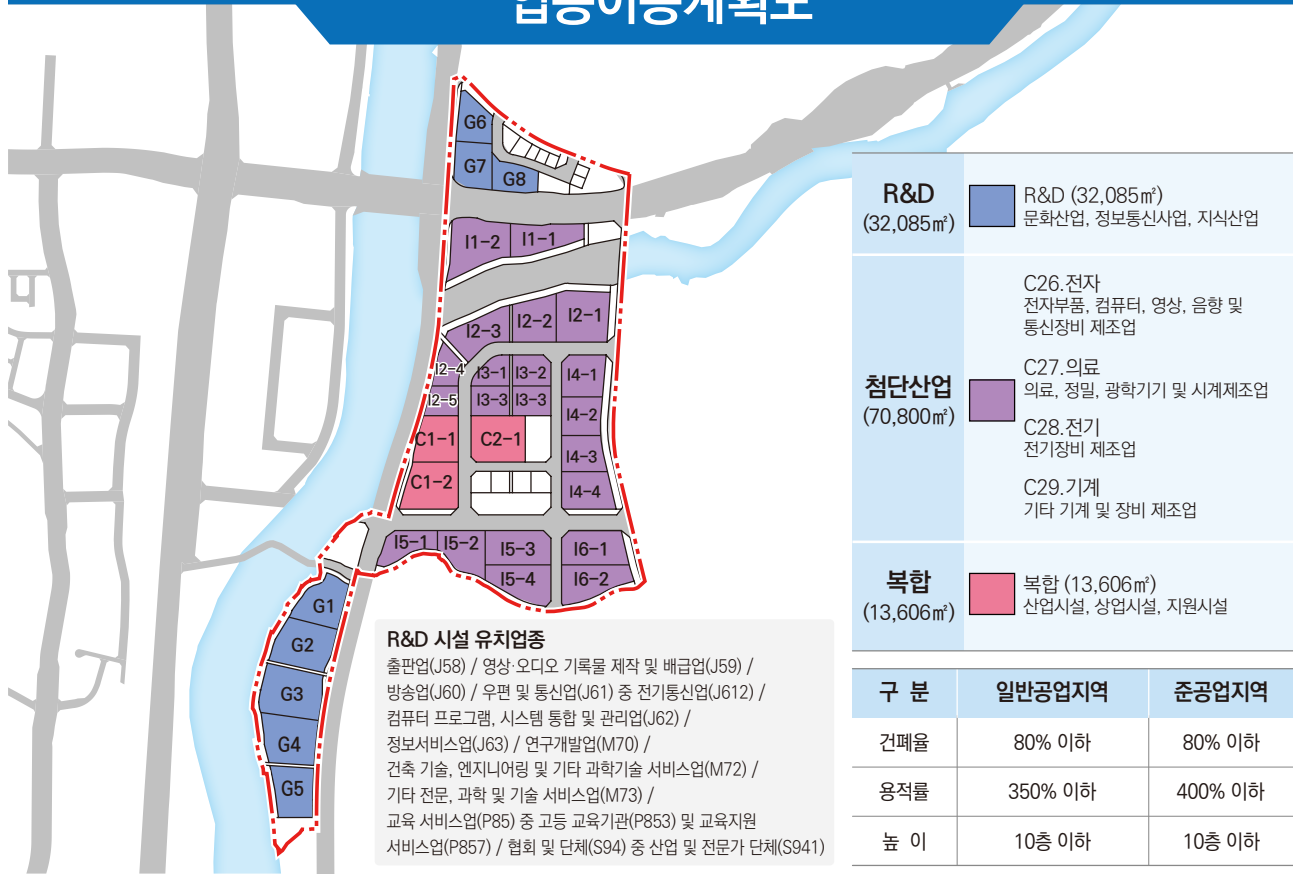 업종이동계획도
G6
G7
G8
I1-2
I1-1
I2-3
I2-2
I2-1
I2-4
I3-1
I3-2
I4-1
I2-5
I3-3
I3-3
I4-2
C1-1
C2-1
I4-3
C1-2
I4-4
I5-1
I5-2
I5-3
I6-1
I5-4
I6-2
G1
G2
G3
G4
G5
R&D 시설 유치업종
출판업(J58) / 영상·오디오 기록물 제작 및 배급업(J59) /
방송업(J60) / 우편 및 통신업(J61) 중 전기통신업(J612) /
컴퓨터 프로그램, 시스템 통합 및 관리업(J62) /
정보서비스업(J63) / 연구개발업(M70) /
건축 기술, 엔지니어링 및 기타 과학기술 서비스업(M72) /
기타 전문, 과학 및 기술 서비스업(M73) /
교육 서비스업(P85) 중 고등 교육기관(P853) 및 교육지원
서비스업(P857) / 협회 및 단체(S94) 중 산업 및 전문가 단체(S941)
R&D
(32,085㎡)
R&D (32,085㎡)
문화산업, 정보통신사업, 지식산업
첨단산업
(70,800㎡)
C26.전자
전자부품, 컴퓨터, 영상, 음향 및
통신장비 제조업
C27.의료
의료, 정밀, 광학기기 및 시계제조업
C28.전기
전기장비 제조업
C29.기계
기타 기계 및 장비 제조업
복합
(13,606㎡)
복합 (13,606㎡)
산업시설, 상업시설, 지원시설
구 분 일반공업지역 준공업지역
건폐율 80% 이하 80% 이하
용적률 350% 이하 400% 이하
높 이 10층 이하 10층 이하